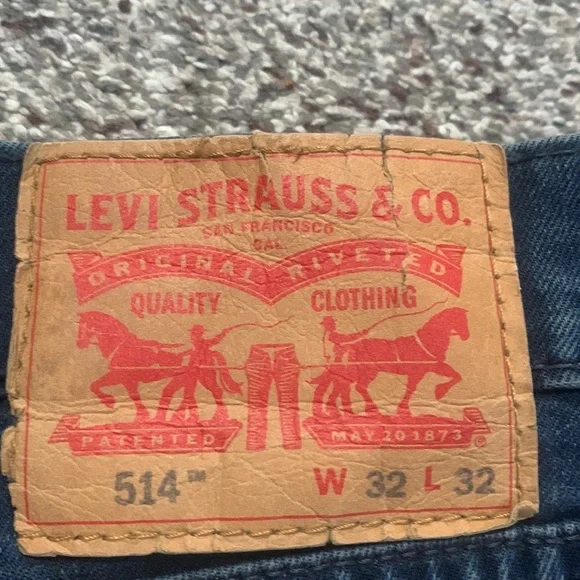 LEVI STRAUSS & CO.
SAN FRANCISCO
CAL.
ORIGINAL RIVETED
QUALITY CLOTHING
PATENTED MAY 20 1873 ®
514™ W 32 L 32